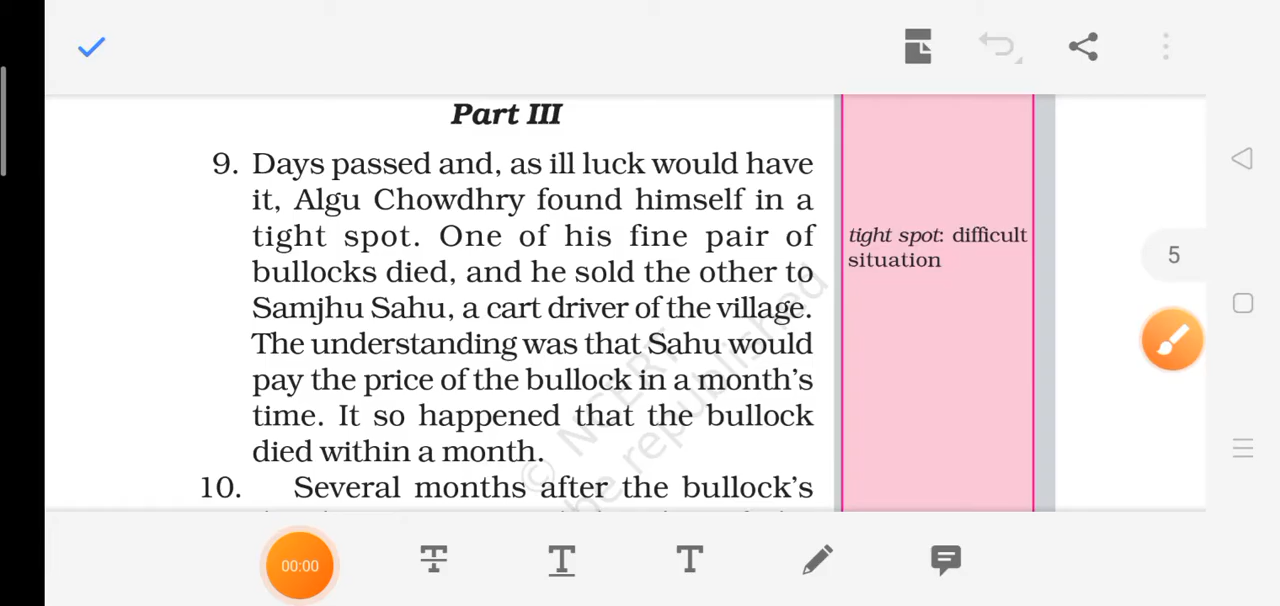 Part III
9. Days passed and, as ill luck would have
it, Algu Chowdhry found himself in a
tight spot. One of his fine pair of
bullocks died, and he sold the other to
Samjhu Sahu, a cart driver of the village.
The understanding was that Sahu would
pay the price of the bullock in a month's
time. It so happened that the bullock
died within a month.
10. Several months after the bullock's
tight spot: difficult
situation
© NCERT
be republished
5
00:00